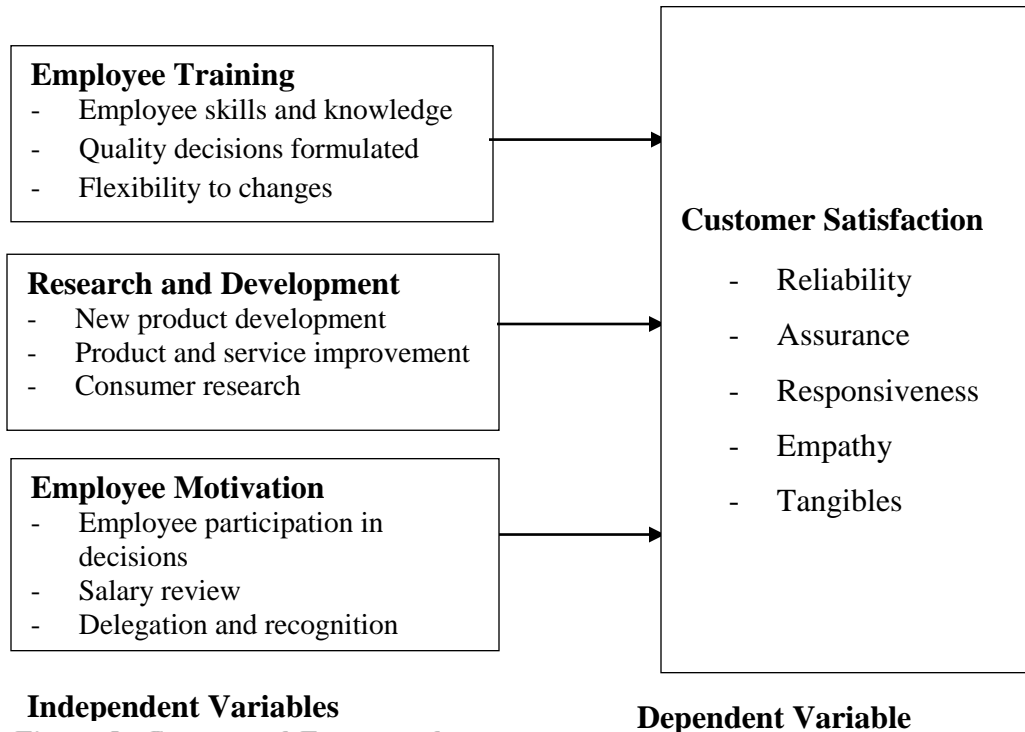 Employee Training
- Employee skills and knowledge
- Quality decisions formulated
- Flexibility to changes
Research and Development
- New product development
- Product and service improvement
- Consumer research
Employee Motivation
- Employee participation in
decisions
- Salary review
- Delegation and recognition
Independent Variables
Customer Satisfaction
- Reliability
- Assurance
- Responsiveness
- Empathy
- Tangibles
Dependent Variable